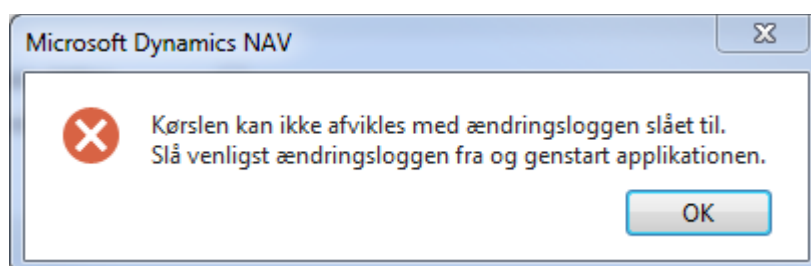 Microsoft Dynamics NAV
Kørslen kan ikke afvikles med ændringsloggen slået til.
Slå venligst ændringsloggen fra og genstart applikationen.
OK